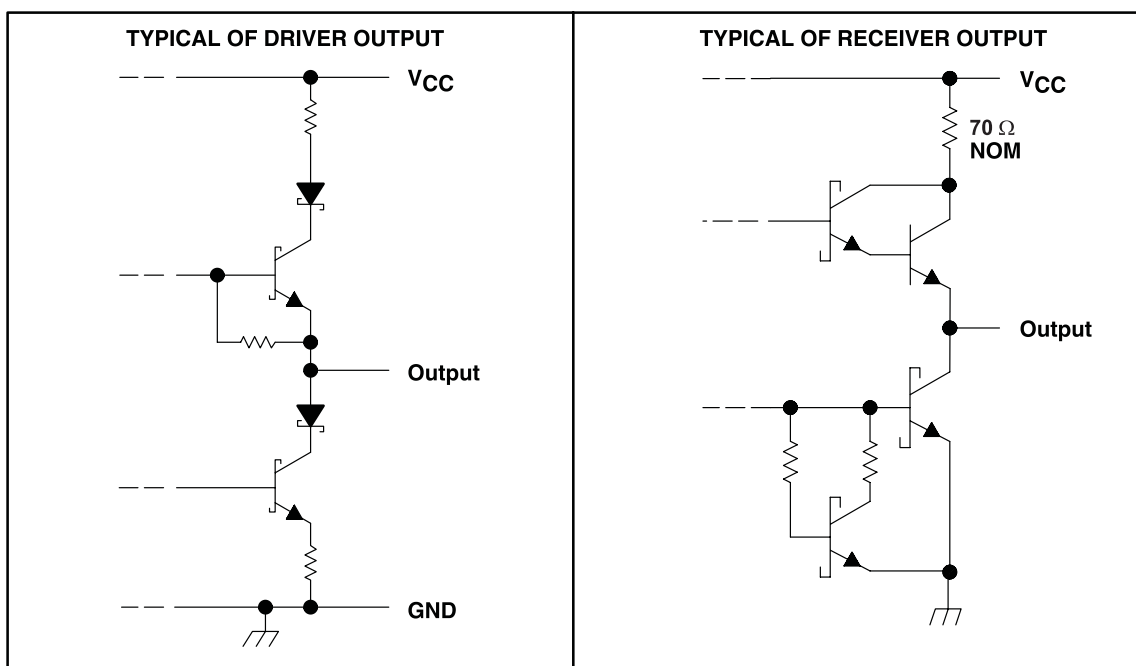 TYPICAL OF DRIVER OUTPUT
VCC
Output
GND
TYPICAL OF RECEIVER OUTPUT
VCC
70 Ω
NOM
Output